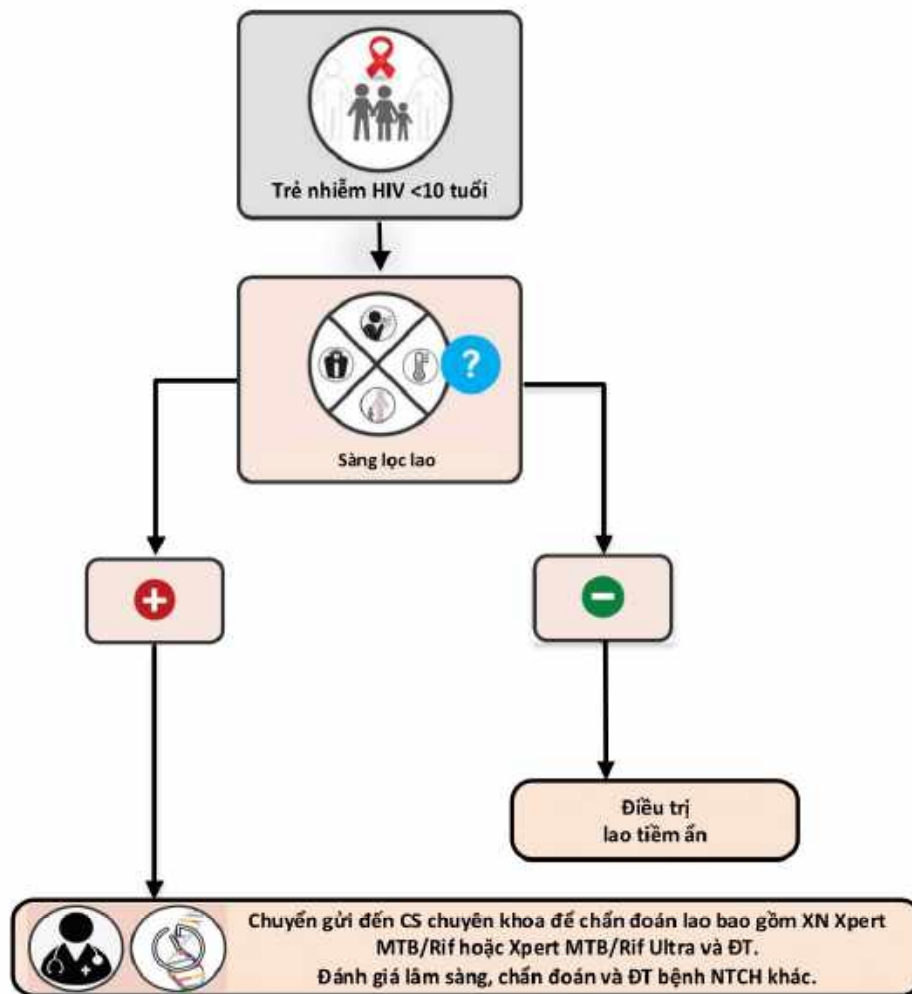 Trẻ nhiễm HIV <10 tuổi
?
Sàng lọc lao
Điều trị
lao tiềm ẩn
Chuyển gửi đến CS chuyên khoa để chẩn đoán lao bao gồm XN Xpert
MTB/Rif hoặc Xpert MTB/Rif Ultra và ĐT.
Đánh giá lâm sàng, chẩn đoán và ĐT bệnh NTCH khác.